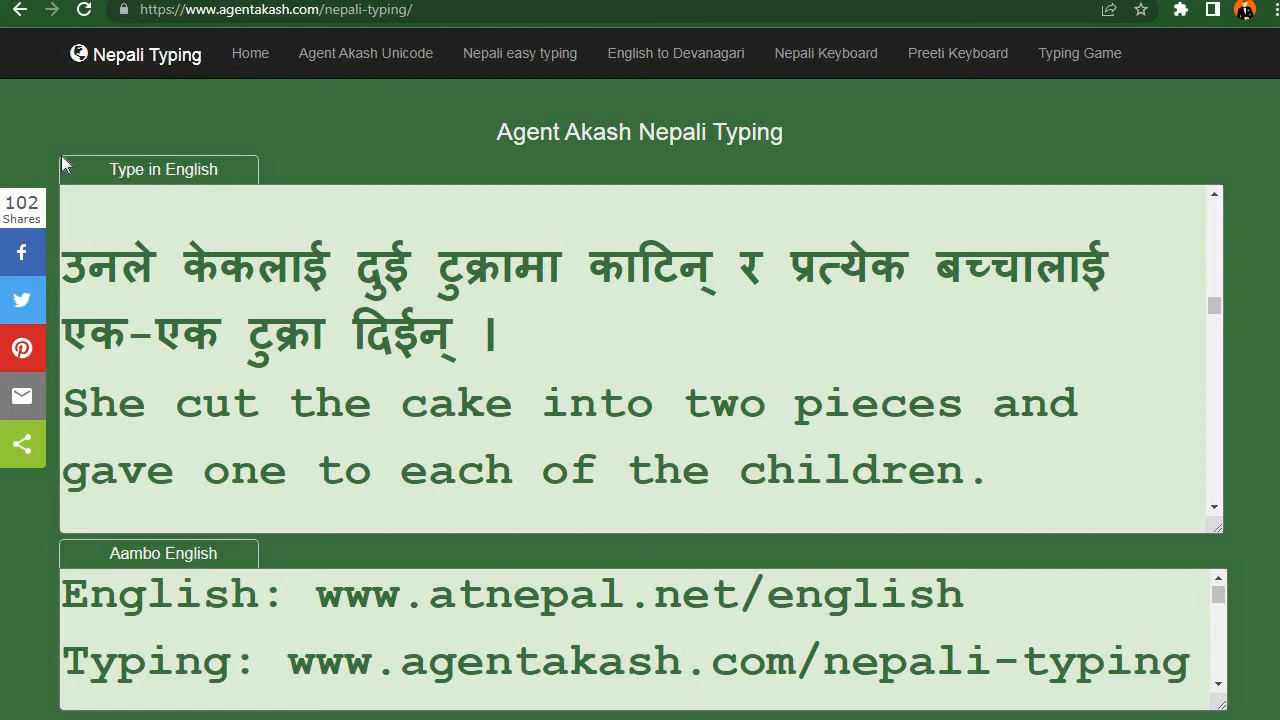 https://www.agentakash.com/nepali-typing/
Nepali Typing Home Agent Akash Unicode Nepali easy typing English to Devanagari Nepali Keyboard Preeti Keyboard Typing Game
Agent Akash Nepali Typing
Type in English
102
Shares
उनले केकलाई दुई टुक्रामा काटिन् र प्रत्येक बच्चालाई
एक-एक टुक्रा दिईन् ।
She cut the cake into two pieces and
gave one to each of the children.
Aambo English
English: www.atnepal.net/english
Typing: www.agentakash.com/nepali-typing